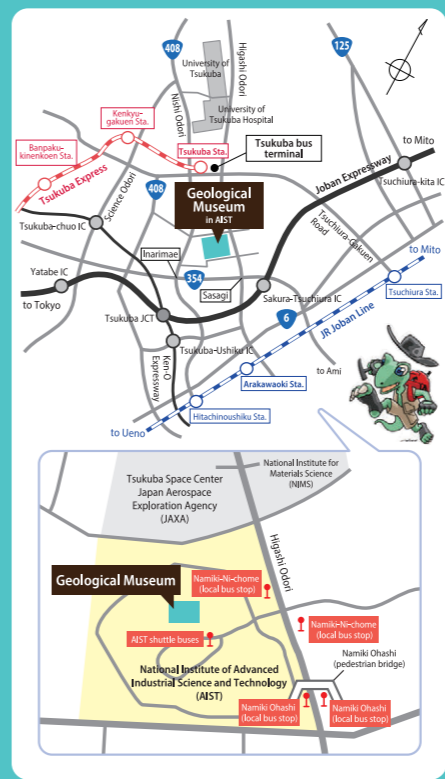 408
125
University of
Tsukuba
Higashi Odori
Nishi Odori
University of
Tsukuba Hospital
Kenkyu-
gakuen Sta.
Banpaku-
kinenkoen Sta.
Tsukuba Sta.
Tsukuba bus
terminal
Tsukuba Express
Science Odori
408
Geological
Museum
in AIST
to Mito
Joban Expressway
Tsuchiura-kita IC
Tsukuba-chuo IC
Tsuchiura-Gakuen
Road
Inarimae
to Mito
Yatabe IC
354
Sasagi
Tsuchiura Sta.
to Tokyo
Sakura-Tsuchiura IC
Tsukuba JCT
6
JR Joban Line
Tsukuba-Ushiku IC
Ken-O
Expressway
Arakawaoki Sta.
to Ami
Hitachinoushiku Sta.
to Ueno
National Institute for
Materials Science
(NIMS)
Tsukuba Space Center
Japan Aerospace
Exploration Agency
(JAXA)
Higashi Odori
Geological Museum
Namiki-Ni-chome
(local bus stop)
Namiki-Ni-chome
(local bus stop)
AIST shuttle buses
Namiki Ohashi
(pedestrian bridge)
National Institute of Advanced
Industrial Science and Technology
(AIST)
Namiki Ohashi
(local bus stop)
Namiki Ohashi
(local bus stop)